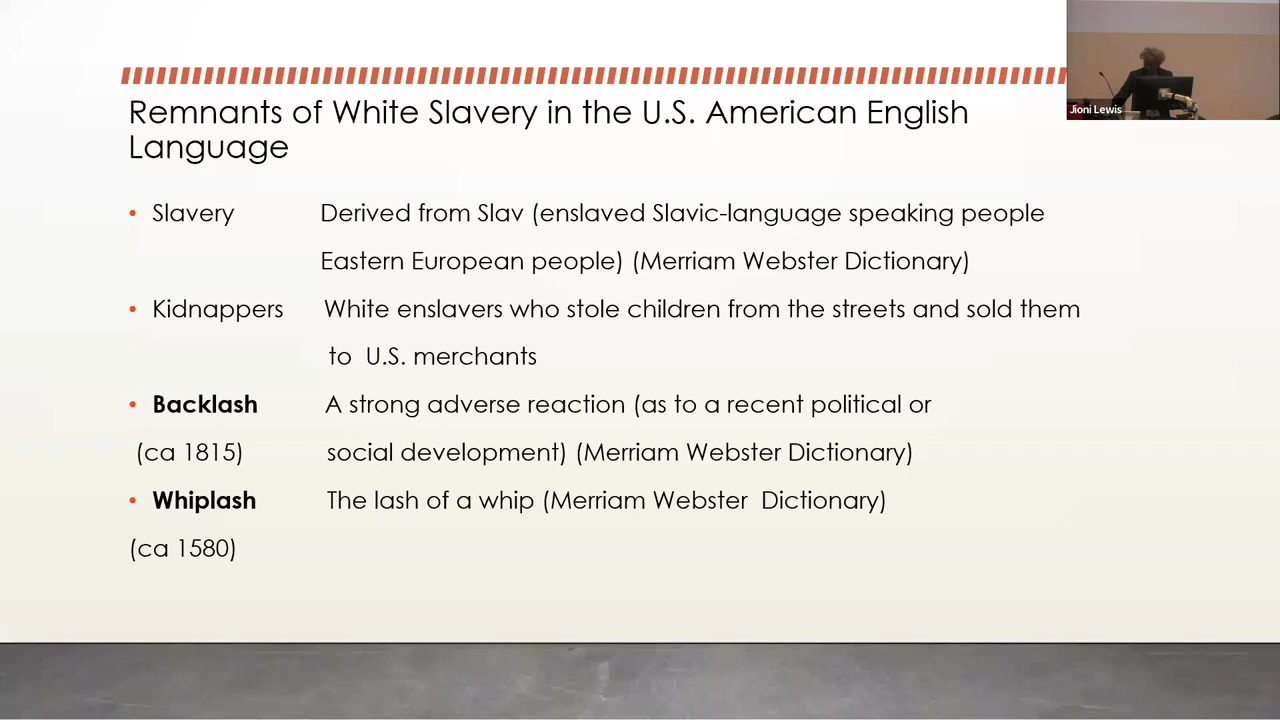 Remnants of White Slavery in the U.S. American English
Language
• Slavery Derived from Slav (enslaved Slavic-language speaking people
Eastern European people) (Merriam Webster Dictionary)
• Kidnappers White enslavers who stole children from the streets and sold them
to U.S. merchants
• Backlash A strong adverse reaction (as to a recent political or
(ca 1815) social development) (Merriam Webster Dictionary)
• Whiplash The lash of a whip (Merriam Webster Dictionary)
(ca 1580)
Jioni Lewis